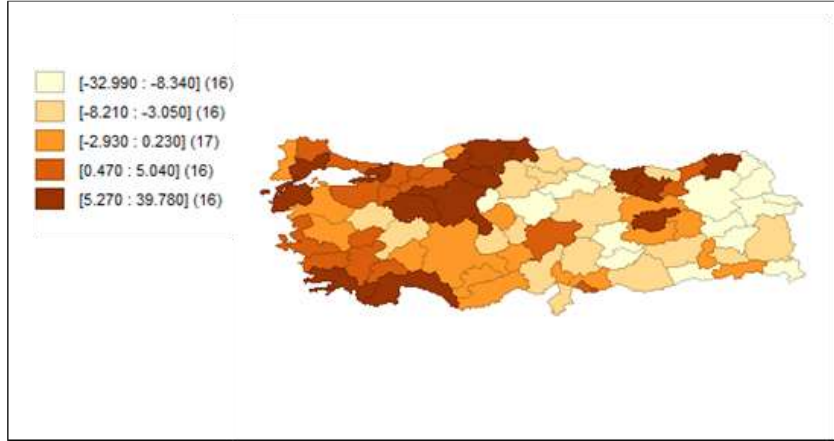 [-32.990 : -8.340] (16)
[-8.210 : -3.050] (16)
[-2.930 : 0.230] (17)
[0.470 : 5.040] (16)
[5.270 : 39.780] (16)